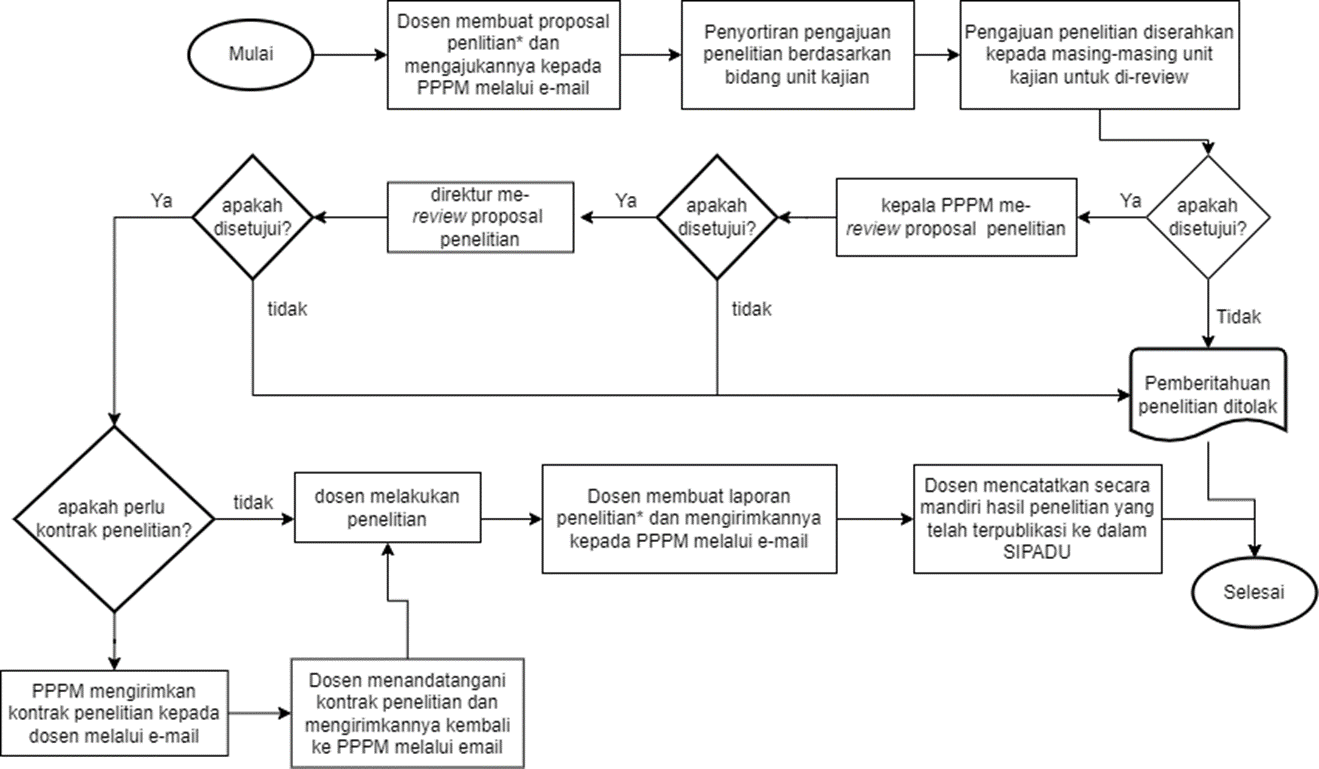 Mulai
Dosen membuat proposal
penlitian* dan
mengajukannya kepada
PPPM melalui e-mail
Penyortiran pengajuan
penelitian berdasarkan
bidang unit kajian
Pengajuan penelitian diserahkan
kepada masing-masing unit
kajian untuk di-review
apakah
disetujui?
Ya
Tidak
kepala PPPM me-
review proposal penelitian
apakah
disetujui?
Ya
tidak
direktur me-
review proposal
penelitian
apakah
disetujui?
Ya
tidak
Pemberitahuan
penelitian ditolak
apakah perlu
kontrak penelitian?
tidak
dosen melakukan
penelitian
Dosen membuat laporan
penelitian* dan mengirimkannya
kepada PPPM melalui e-mail
Dosen mencatatkan secara
mandiri hasil penelitian yang
telah terpublikasi ke dalam
SIPADU
Selesai
PPPM mengirimkan
kontrak penelitian kepada
dosen melalui e-mail
Dosen menandatangani
kontrak penelitian dan
mengirimkannya kembali
ke PPPM melalui email